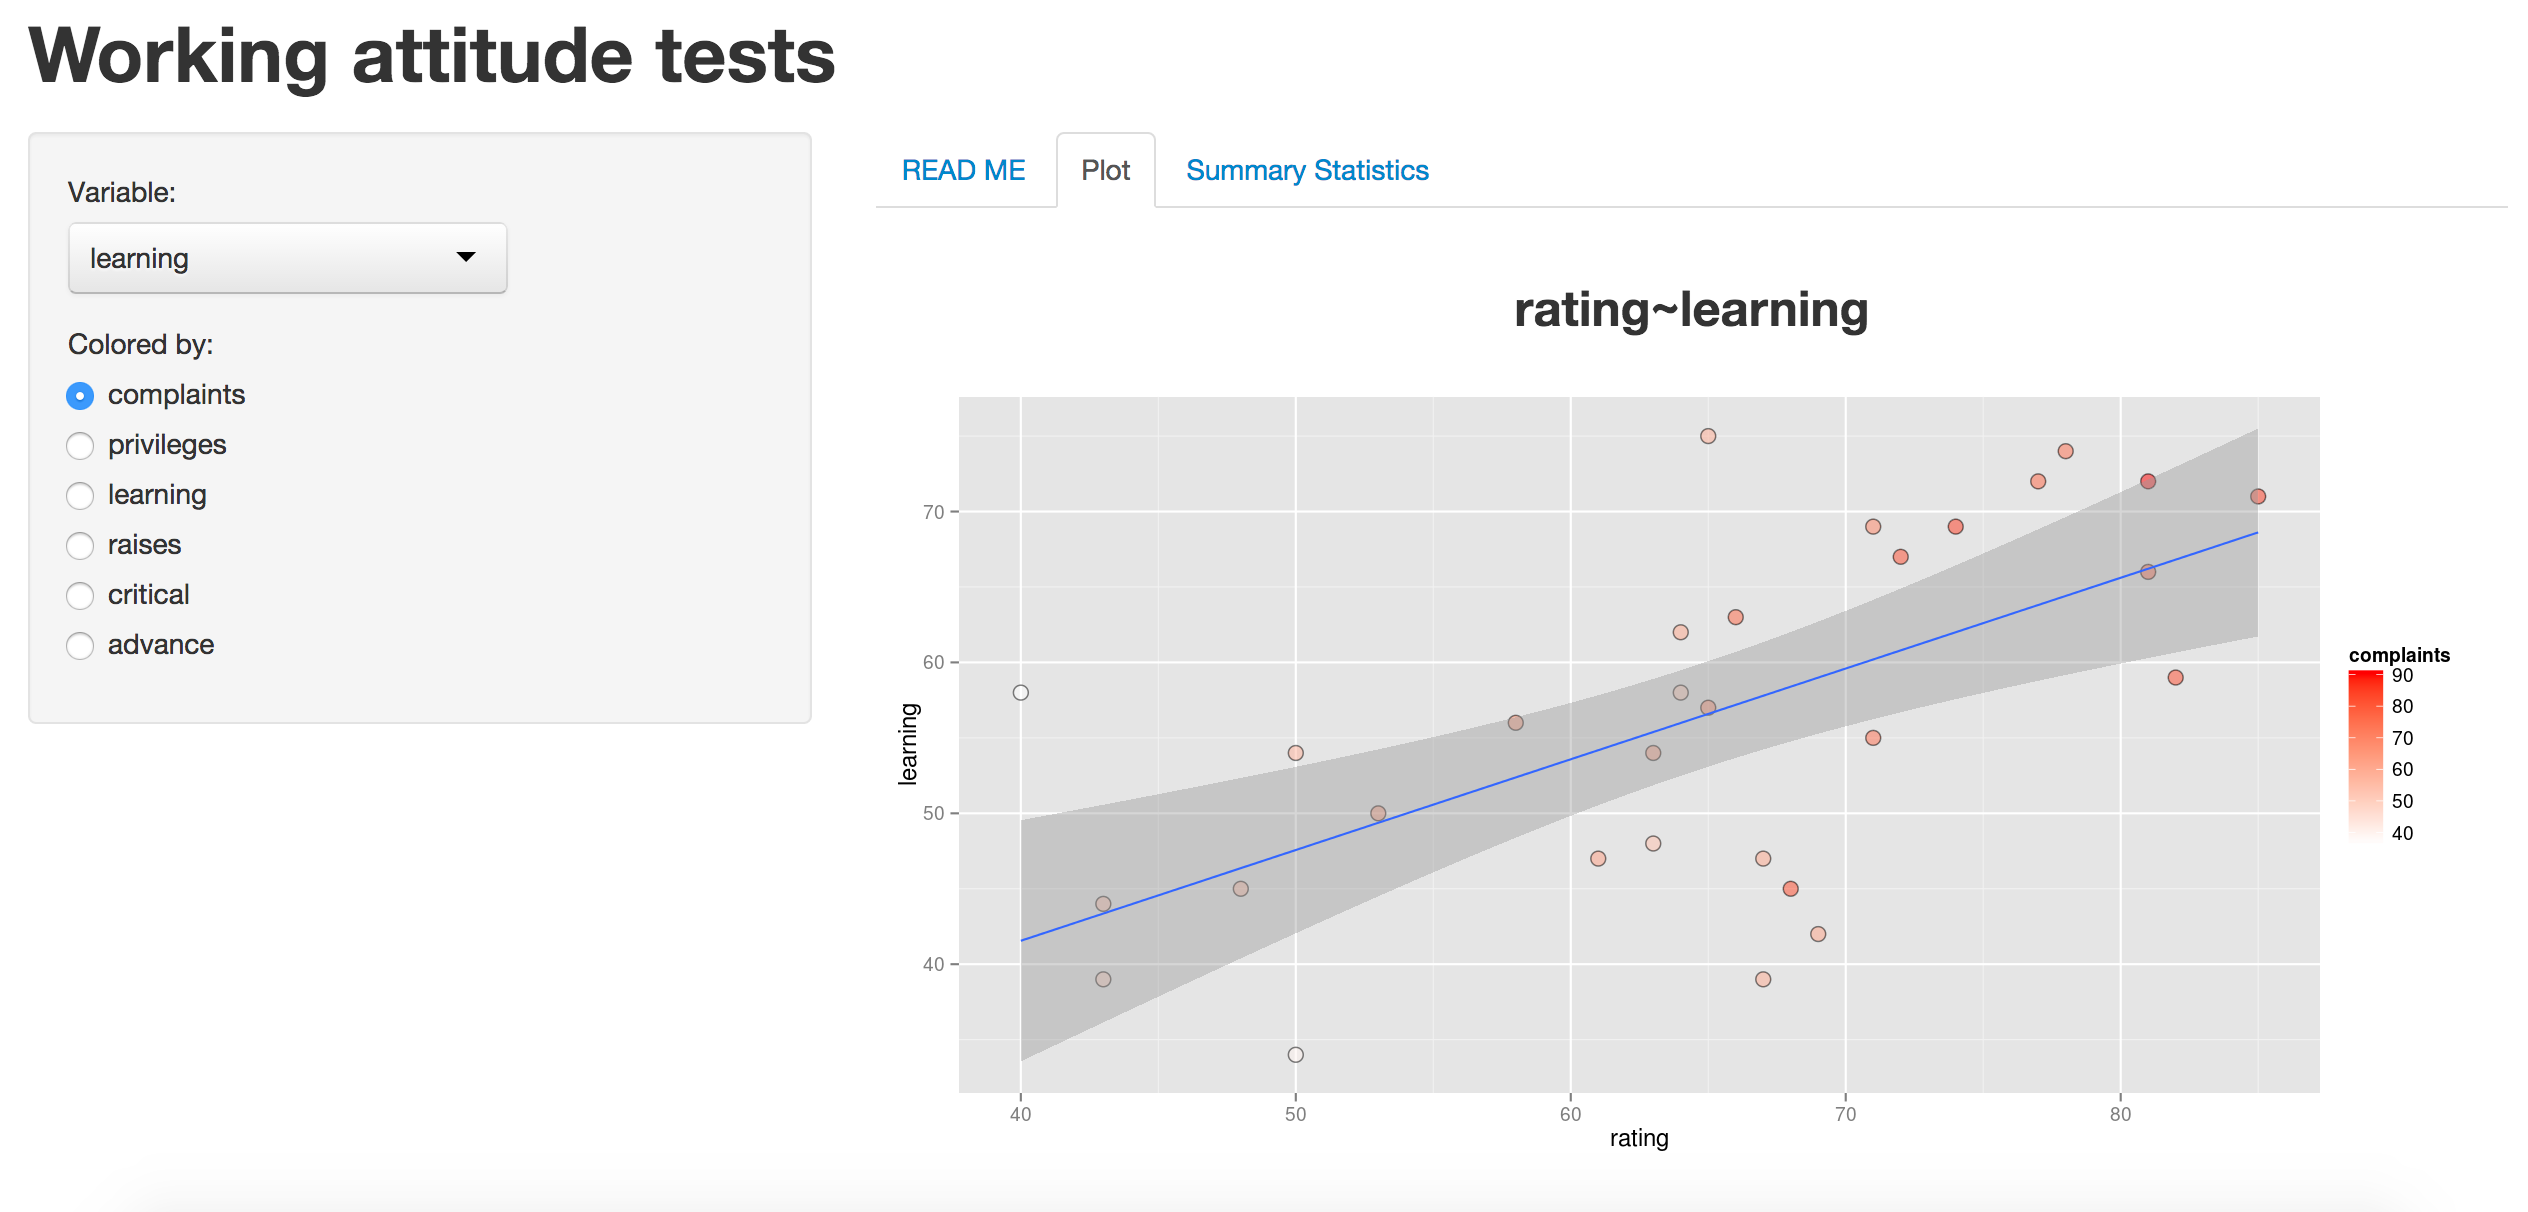 Working attitude tests
Variable:
learning
Colored by:
complaints
privileges
learning
raises
critical
advance
READ ME
Plot
Summary Statistics
rating~learning
learning
70
60
50
40
40
50
60
70
80
rating
complaints
90
80
70
60
50
40